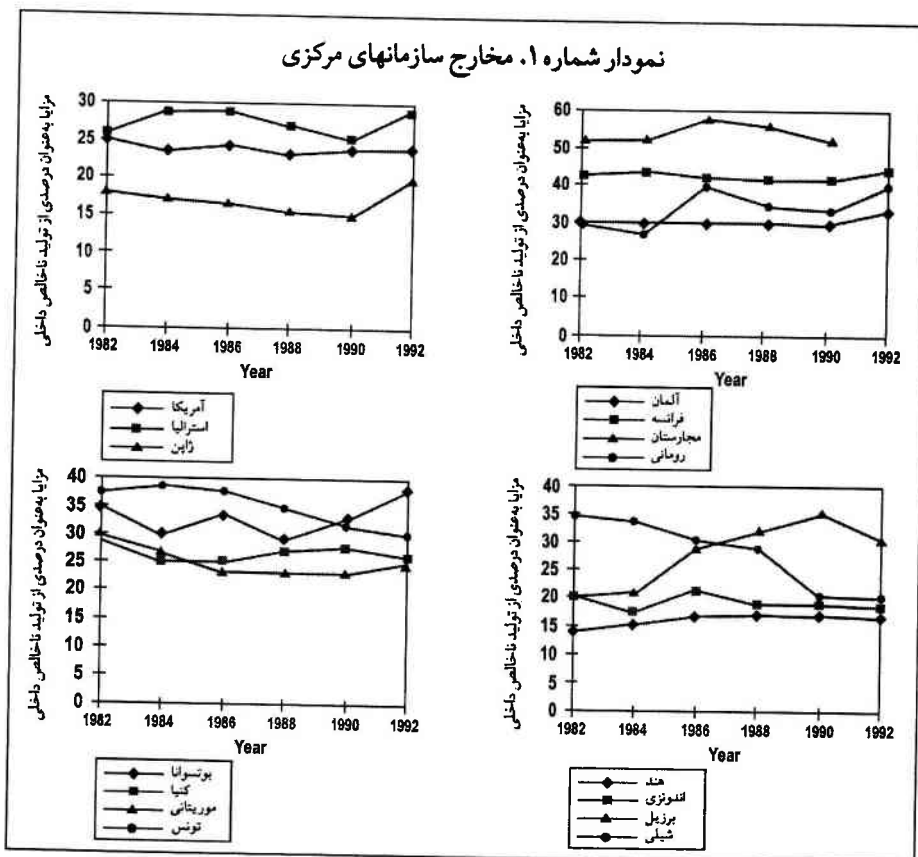 نمودار شماره ۱. مخارج سازمانهای مرکزی
مزایا به‌عنوان درصدی از تولید ناخالص داخلی
30
25
20
15
10
5
0
1982 1984 1986 1988 1990 1992
Year
آمریکا
استرالیا
ژاپن
مزایا به‌عنوان درصدی از تولید ناخالص داخلی
60
50
40
30
20
10
0
1982 1984 1986 1988 1990 1992
Year
آلمان
فرانسه
مجارستان
رومانی
مزایا به‌عنوان درصدی از تولید ناخالص داخلی
40
35
30
25
20
15
10
5
0
1982 1984 1986 1988 1990 1992
Year
بوتسوانا
کنیا
موریتانی
تونس
مزایا به‌عنوان درصدی از تولید ناخالص داخلی
40
35
30
25
20
15
10
5
0
1982 1984 1986 1988 1990 1992
Year
هند
اندونزی
برزیل
شیلی